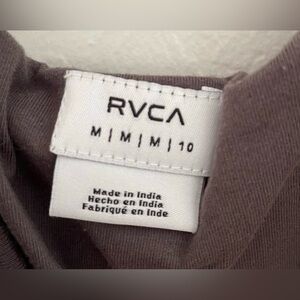 RVCA
M | M | M | 10
Made in India
Hecho en India
Fabriqué en Inde